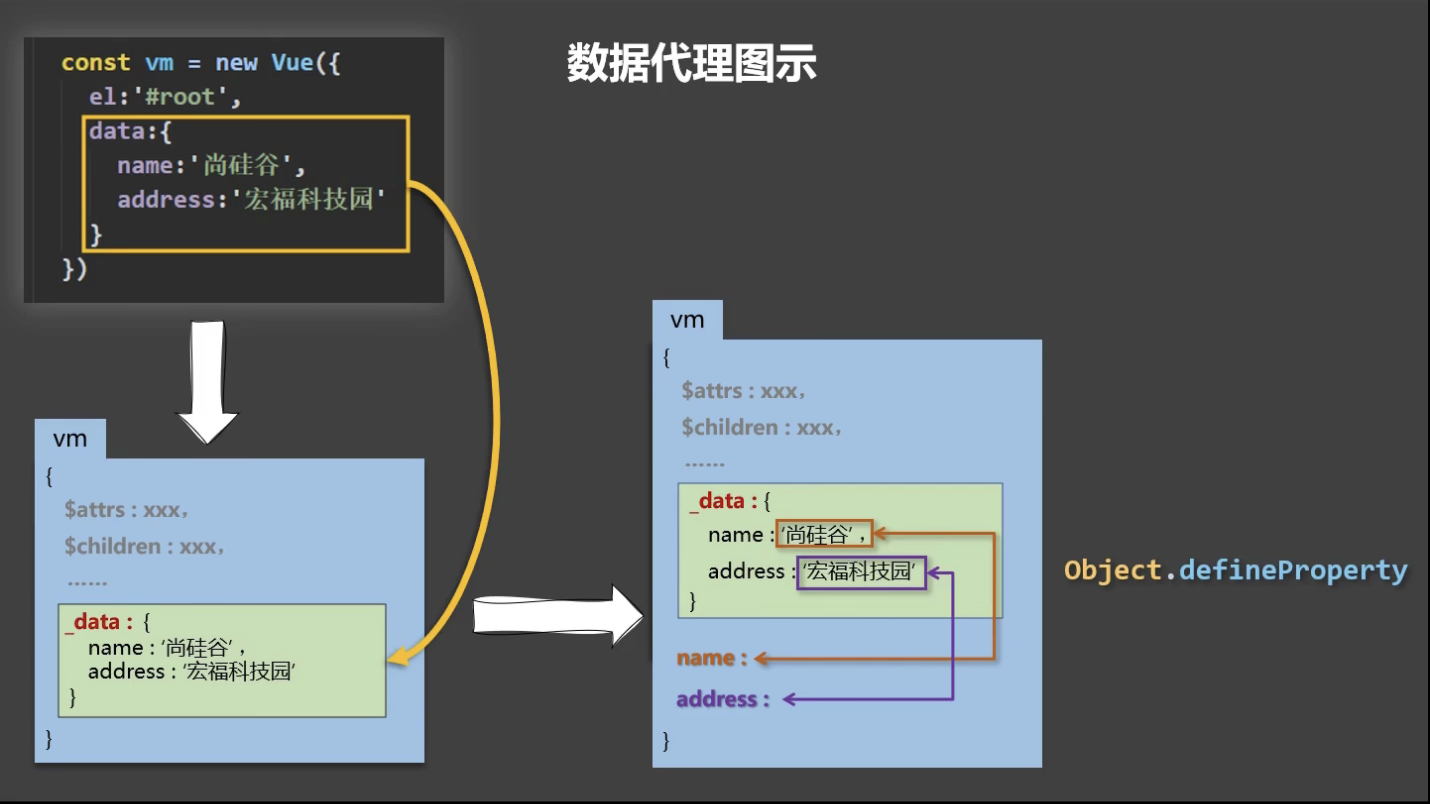 数据代理图示
const vm = new Vue({
el:'#root',
data:{
name:'尚硅谷',
address:'宏福科技园'
}
})
vm
{
$attrs : xxx，
$children : xxx，
……
_data : {
name : ‘尚硅谷’ ，
address : ‘宏福科技园’
}
}
vm
{
$attrs : xxx，
$children : xxx，
……
_data : {
name : ‘尚硅谷’ ，
address : ‘宏福科技园’
}
name :
address :
}
Object.defineProperty